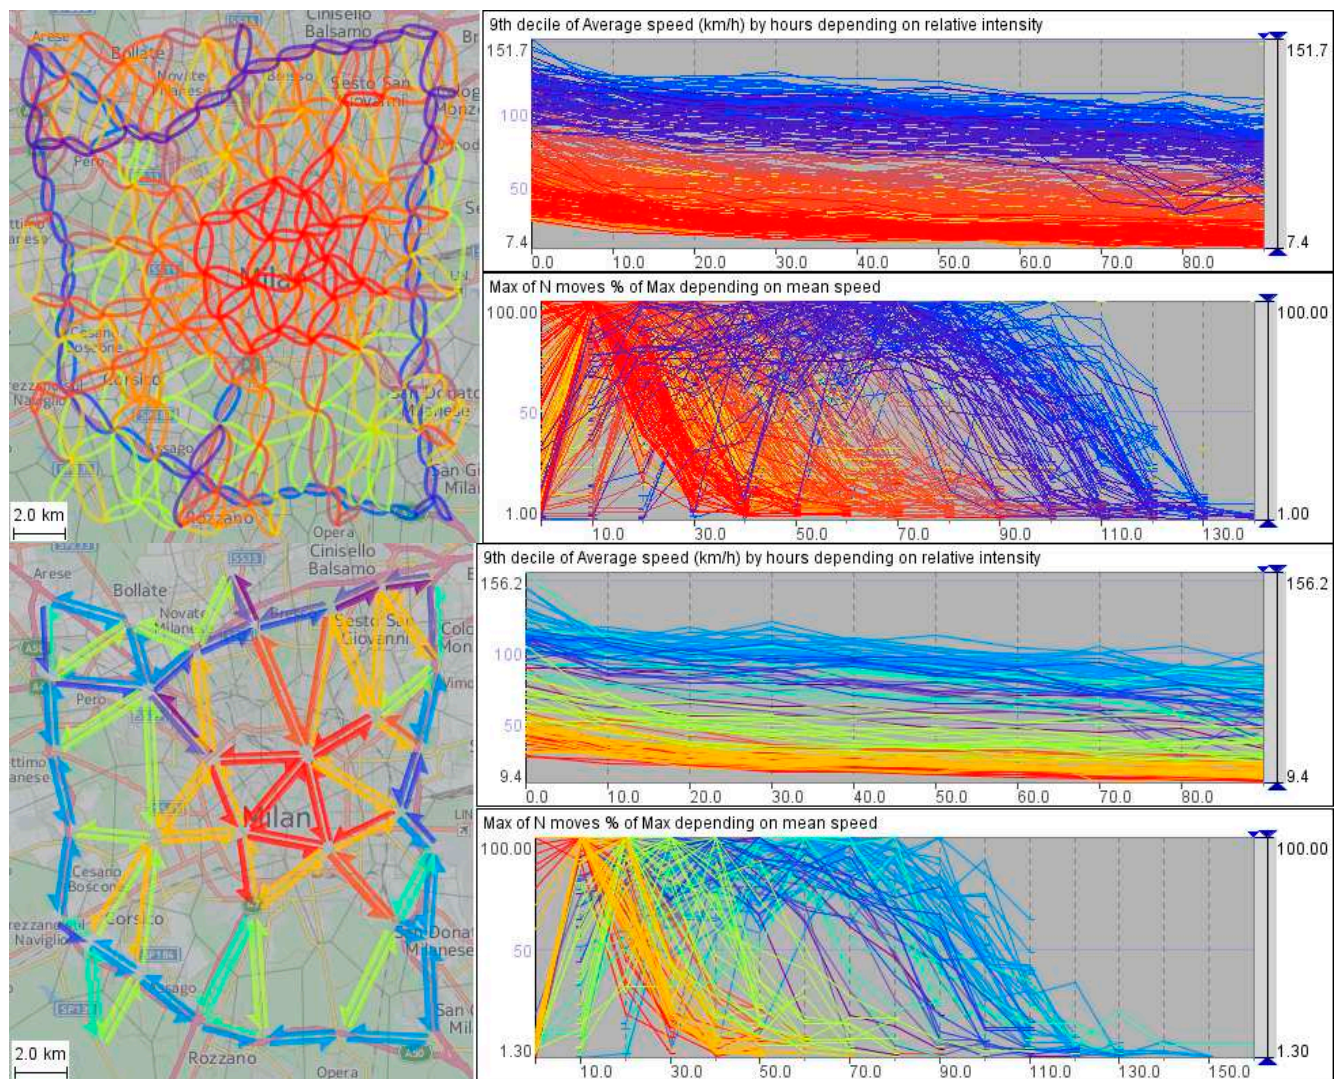 Cinisello
Balsamo
Arese
Bollate
Novate
Milanese
Bresso
Sesto San
Giovanni
Pero
Milan
Cesano
Boscone
Corsico
San Donato
Milanese
Rozzano
Opera
2.0 km
9th decile of Average speed (km/h) by hours depending on relative intensity
151.7
100
50
7.4
151.7
7.4
0.0 10.0 20.0 30.0 40.0 50.0 60.0 70.0 80.0
Max of N moves % of Max depending on mean speed
100.00
50
1.00
100.00
1.00
10.0 30.0 50.0 70.0 90.0 110.0 130.0
Cinisello
Balsamo
Arese
Bollate
Novate
Milanese
Bresso
Sesto San
Giovanni
Pero
Milan
Cesano
Boscone
Corsico
San Donato
Milanese
Rozzano
Opera
2.0 km
9th decile of Average speed (km/h) by hours depending on relative intensity
156.2
100
50
9.4
156.2
9.4
0.0 10.0 20.0 30.0 40.0 50.0 60.0 70.0 80.0
Max of N moves % of Max depending on mean speed
100.00
50
1.30
100.00
1.30
10.0 30.0 50.0 70.0 90.0 110.0 130.0 150.0